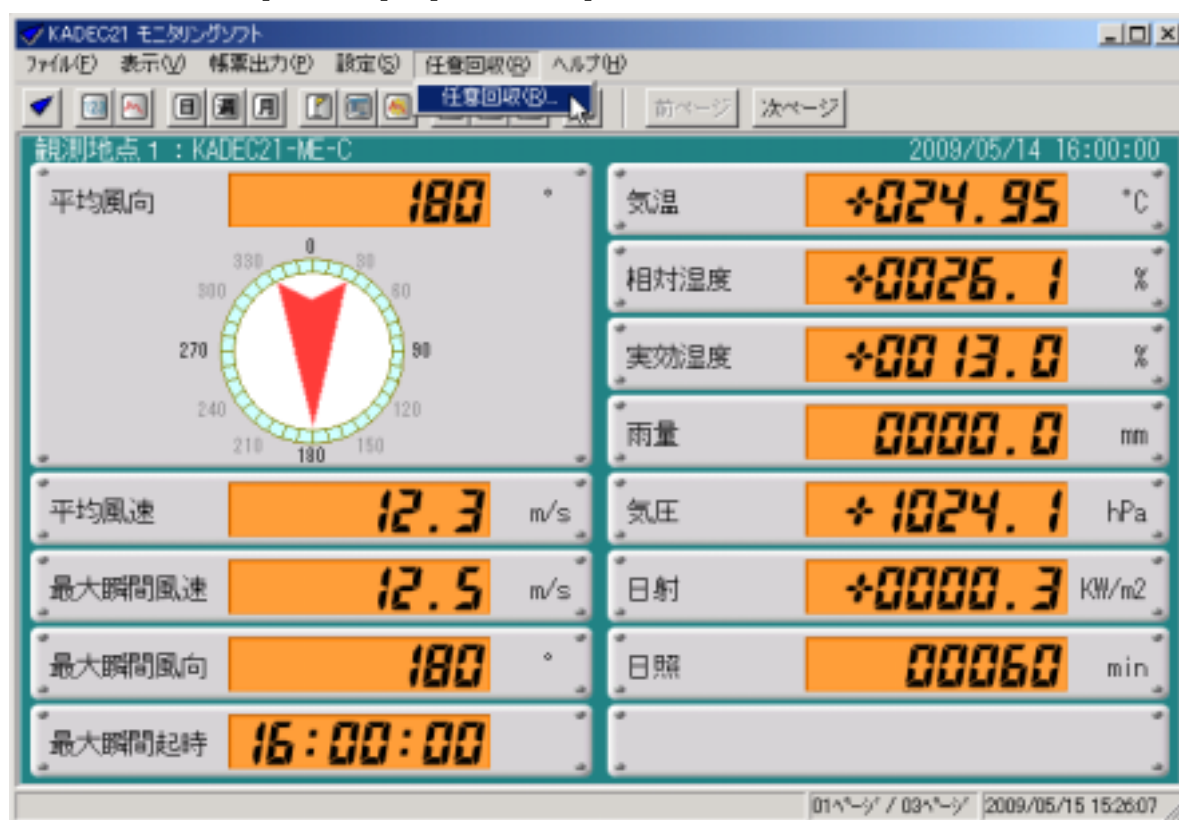 KADEC21 モニタリングソフト
ファイル(F) 表示(V) 帳票出力(P) 設定(S) 任意回収(R) ヘルプ(H)
任意回収(R)...
日 週 月 前ページ 次ページ
観測地点 1 : KADEC21-ME-C 2009/05/14 16:00:00
平均風向 180 °
0
330 30
300 60
270 90
240 120
210 150
180
平均風速 12.3 m/s
最大瞬間風速 12.5 m/s
最大瞬間風向 180 °
最大瞬間起時 16:00:00
気温 +024.95 °C
相対湿度 +0026.1 %
実効湿度 +0013.0 %
雨量 0000.0 mm
気圧 +1024.1 hPa
日射 +0000.3 KW/m2
日照 00060 min
01ページ / 03ページ 2009/05/15 15:26:07